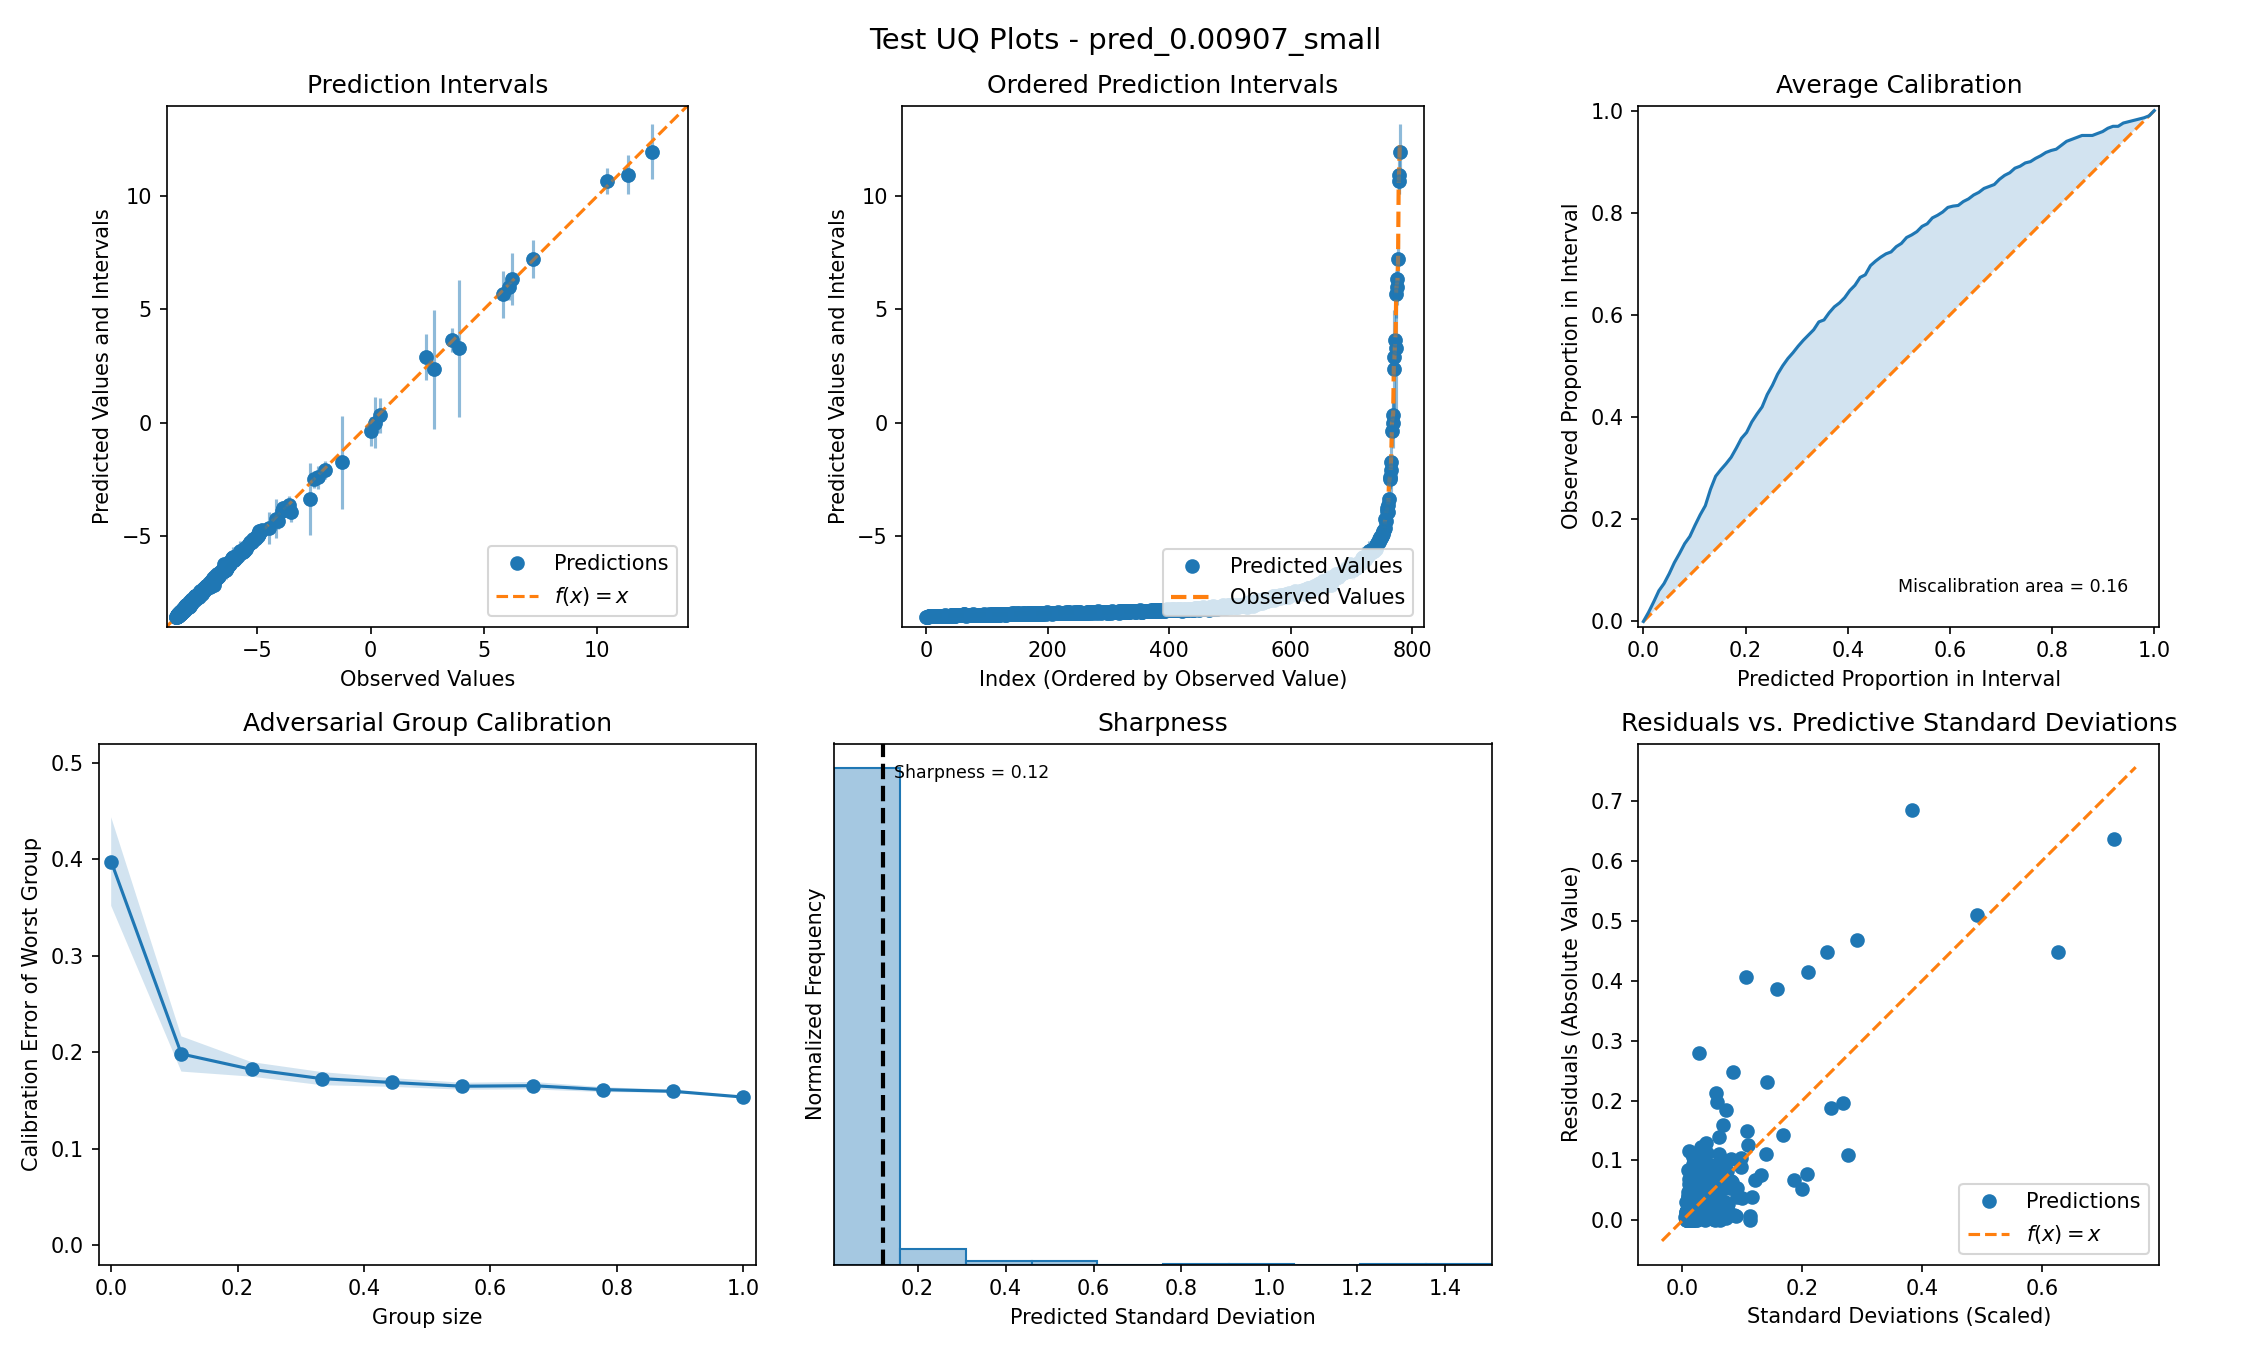 Test UQ Plots - pred_0.00907_small
Prediction Intervals
Predicted Values and Intervals
10
5
0
−5
−5
0
5
10
Observed Values
Predictions
f(x) = x
Ordered Prediction Intervals
Predicted Values and Intervals
10
5
0
−5
0
200
400
600
800
Index (Ordered by Observed Value)
Predicted Values
Observed Values
Average Calibration
Observed Proportion in Interval
1.0
0.8
0.6
0.4
0.2
0.0
0.0
0.2
0.4
0.6
0.8
1.0
Predicted Proportion in Interval
Miscalibration area = 0.16
Adversarial Group Calibration
Calibration Error of Worst Group
0.5
0.4
0.3
0.2
0.1
0.0
0.0
0.2
0.4
0.6
0.8
1.0
Group size
Sharpness
Sharpness = 0.12
Normalized Frequency
0.2
0.4
0.6
0.8
1.0
1.2
1.4
Predicted Standard Deviation
Residuals vs. Predictive Standard Deviations
Residuals (Absolute Value)
0.7
0.6
0.5
0.4
0.3
0.2
0.1
0.0
0.0
0.2
0.4
0.6
Standard Deviations (Scaled)
Predictions
f(x) = x